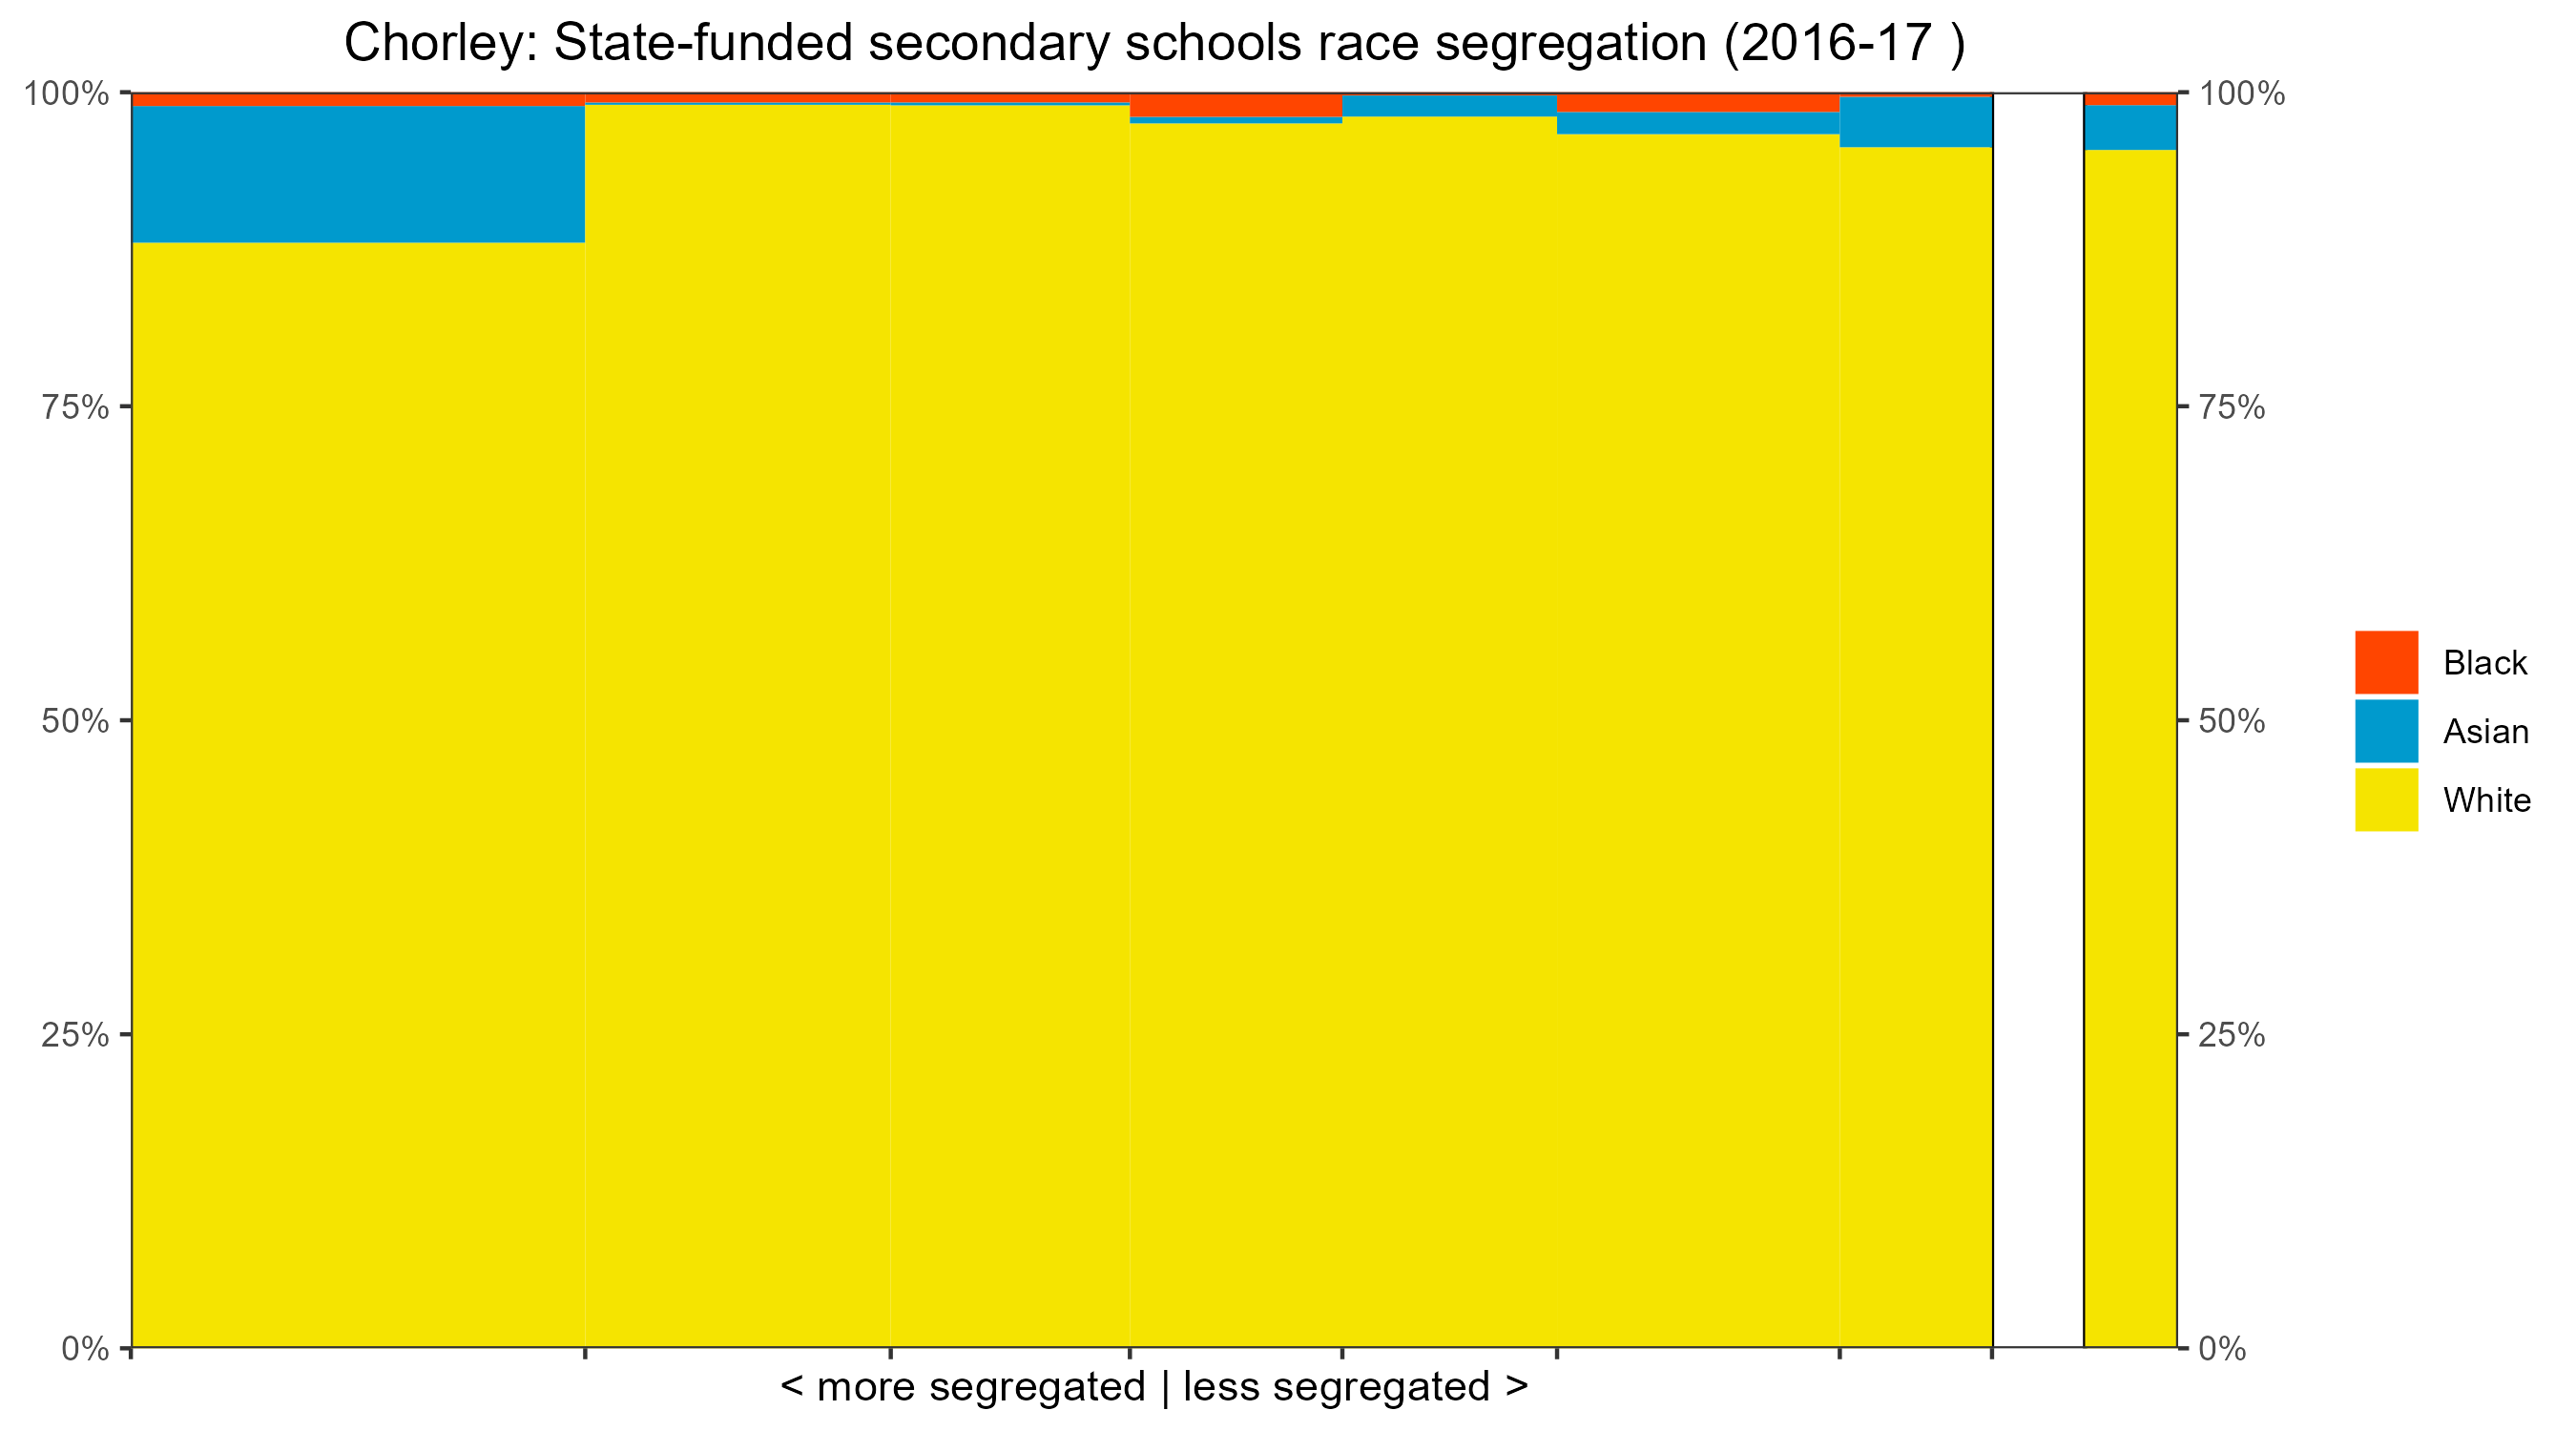 Chorley: State-funded secondary schools race segregation (2016-17 )
100%
75%
50%
25%
0%
100%
75%
50%
25%
0%
Black
Asian
White
< more segregated | less segregated >